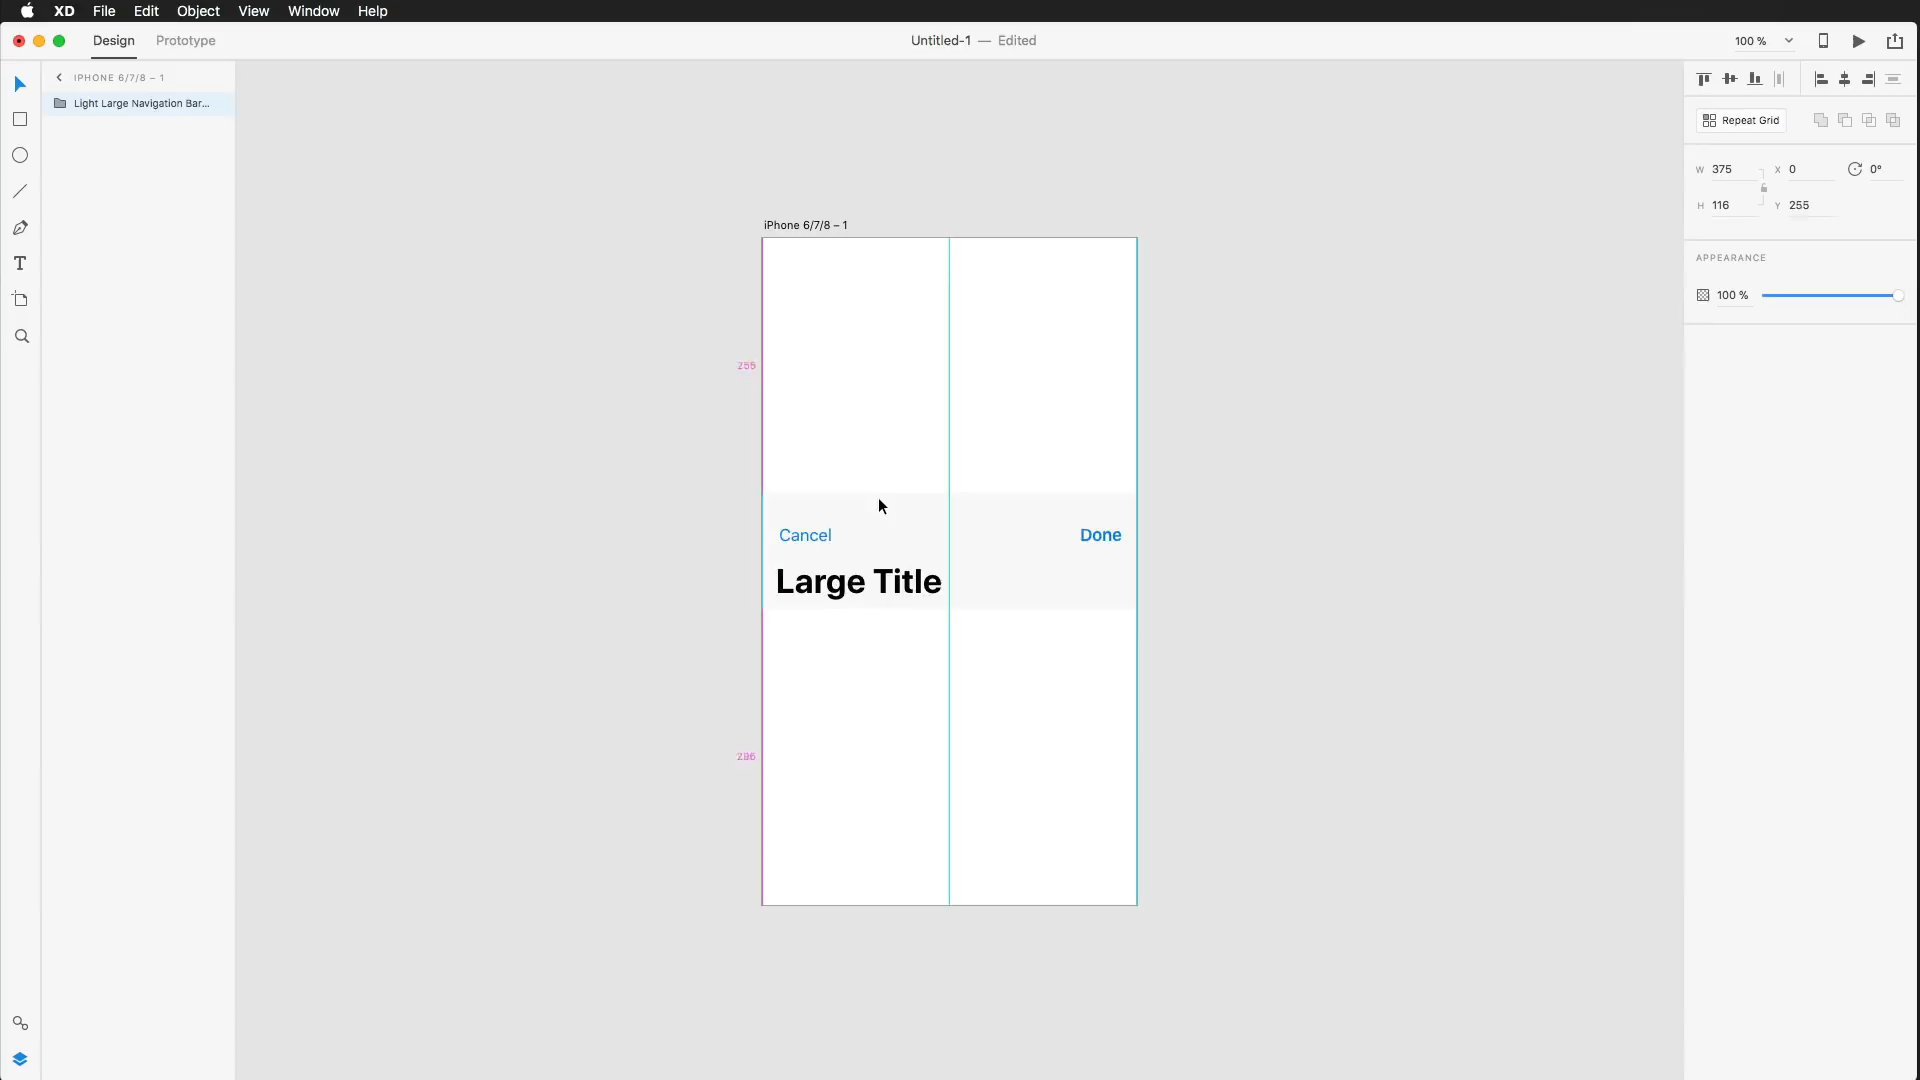 XD File Edit Object View Window Help
Design Prototype
Untitled-1 — Edited
100 %
IPHONE 6/7/8 – 1
Light Large Navigation Bar...
Repeat Grid
W 375 X 0 0°
H 116 Y 255
APPEARANCE
100 %
iPhone 6/7/8 – 1
Cancel Done
Large Title